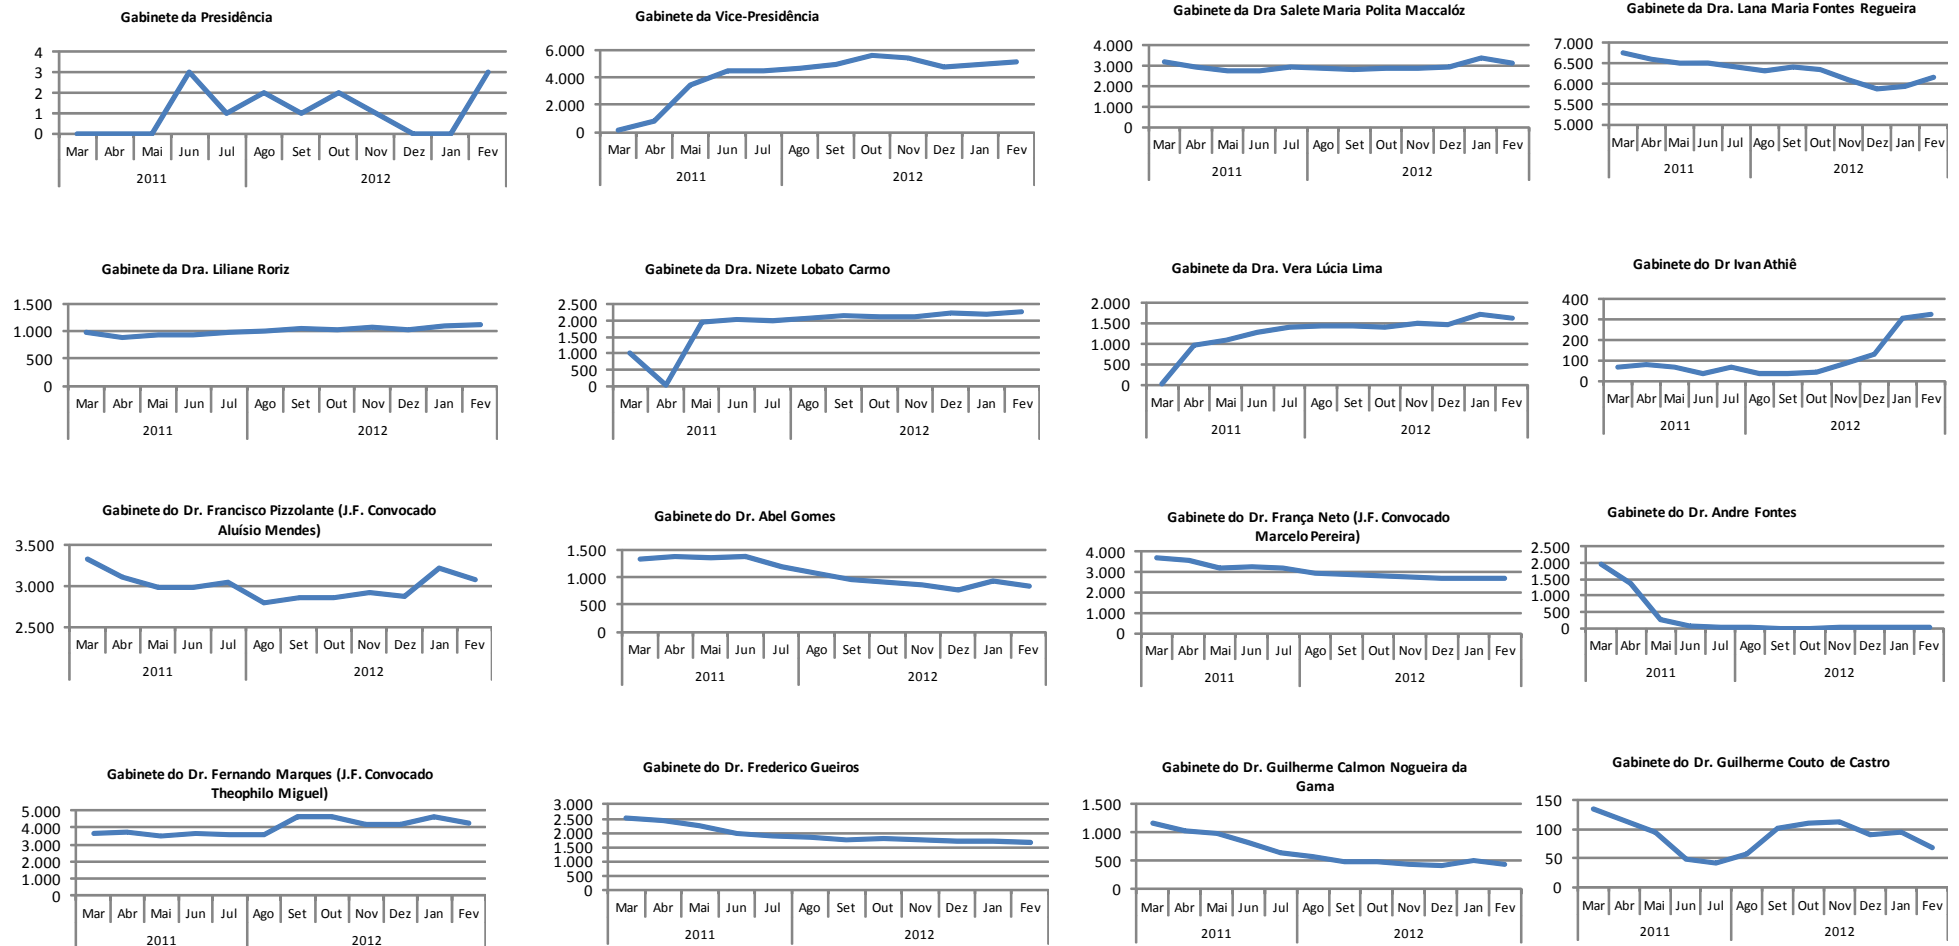 Gabinete da Presidência
4
3
2
1
0
Mar Abr Mai Jun Jul Ago Set Out Nov Dez Jan Fev
2011 2012
Gabinete da Vice-Presidência
6.000
4.000
2.000
0
Mar Abr Mai Jun Jul Ago Set Out Nov Dez Jan Fev
2011 2012
Gabinete da Dra Salete Maria Polita Maccalóz
4.000
3.000
2.000
1.000
0
Mar Abr Mai Jun Jul Ago Set Out Nov Dez Jan Fev
2011 2012
Gabinete da Dra. Lana Maria Fontes Regueira
7.000
6.500
6.000
5.500
5.000
Mar Abr Mai Jun Jul Ago Set Out Nov Dez Jan Fev
2011 2012
Gabinete da Dra. Liliane Roriz
1.500
1.000
500
0
Mar Abr Mai Jun Jul Ago Set Out Nov Dez Jan Fev
2011 2012
Gabinete da Dra. Nizete Lobato Carmo
2.500
2.000
1.500
1.000
500
0
Mar Abr Mai Jun Jul Ago Set Out Nov Dez Jan Fev
2011 2012
Gabinete da Dra. Vera Lúcia Lima
2.000
1.500
1.000
500
0
Mar Abr Mai Jun Jul Ago Set Out Nov Dez Jan Fev
2011 2012
Gabinete do Dr Ivan Athiê
400
300
200
100
0
Mar Abr Mai Jun Jul Ago Set Out Nov Dez Jan Fev
2011 2012
Gabinete do Dr. Francisco Pizzolante (J.F. Convocado
Aluísio Mendes)
3.500
3.000
2.500
Mar Abr Mai Jun Jul Ago Set Out Nov Dez Jan Fev
2011 2012
Gabinete do Dr. Abel Gomes
1.500
1.000
500
0
Mar Abr Mai Jun Jul Ago Set Out Nov Dez Jan Fev
2011 2012
Gabinete do Dr. França Neto (J.F. Convocado
Marcelo Pereira)
4.000
3.000
2.000
1.000
0
Mar Abr Mai Jun Jul Ago Set Out Nov Dez Jan Fev
2011 2012
Gabinete do Dr. Andre Fontes
2.500
2.000
1.500
1.000
500
0
Mar Abr Mai Jun Jul Ago Set Out Nov Dez Jan Fev
2011 2012
Gabinete do Dr. Fernando Marques (J.F. Convocado
Theophilo Miguel)
5.000
4.000
3.000
2.000
1.000
0
Mar Abr Mai Jun Jul Ago Set Out Nov Dez Jan Fev
2011 2012
Gabinete do Dr. Frederico Gueiros
3.000
2.500
2.000
1.500
1.000
500
0
Mar Abr Mai Jun Jul Ago Set Out Nov Dez Jan Fev
2011 2012
Gabinete do Dr. Guilherme Calmon Nogueira da
Gama
1.500
1.000
500
0
Mar Abr Mai Jun Jul Ago Set Out Nov Dez Jan Fev
2011 2012
Gabinete do Dr. Guilherme Couto de Castro
150
100
50
0
Mar Abr Mai Jun Jul Ago Set Out Nov Dez Jan Fev
2011 2012